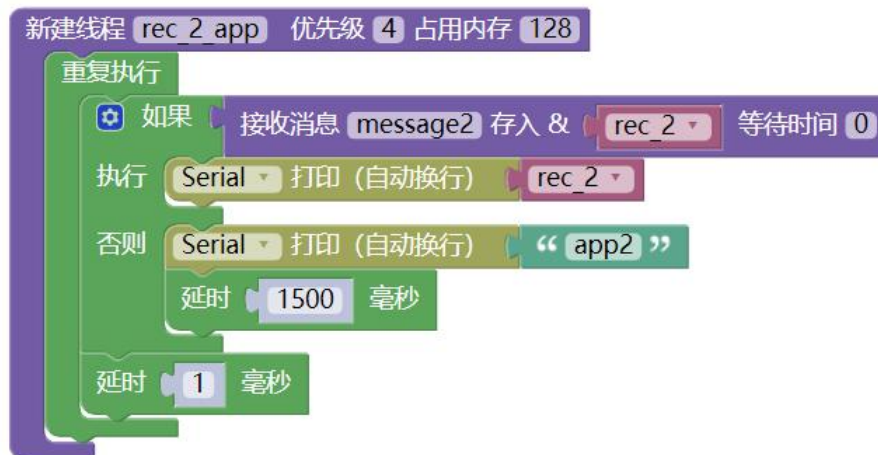 新建线程 rec_2_app 优先级 4 占用内存 128
重复执行
如果 接收消息 message2 存入 & rec_2 等待时间 0
执行 Serial 打印（自动换行） rec_2
否则 Serial 打印（自动换行） “ app2 ”
延时 1500 毫秒
延时 1 毫秒